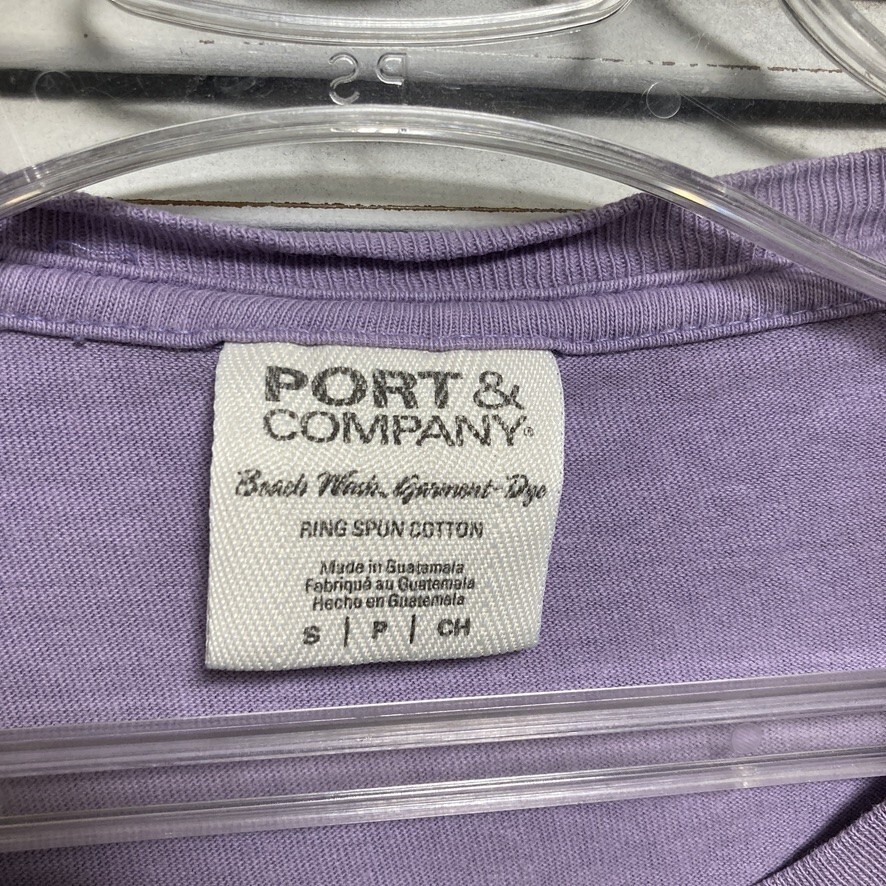 PS
PORT &
COMPANY®
Beach Wash® Garment-Dye
RING SPUN COTTON
Made in Guatemala
Fabriqué au Guatemala
Hecho en Guatemala
S | P | CH